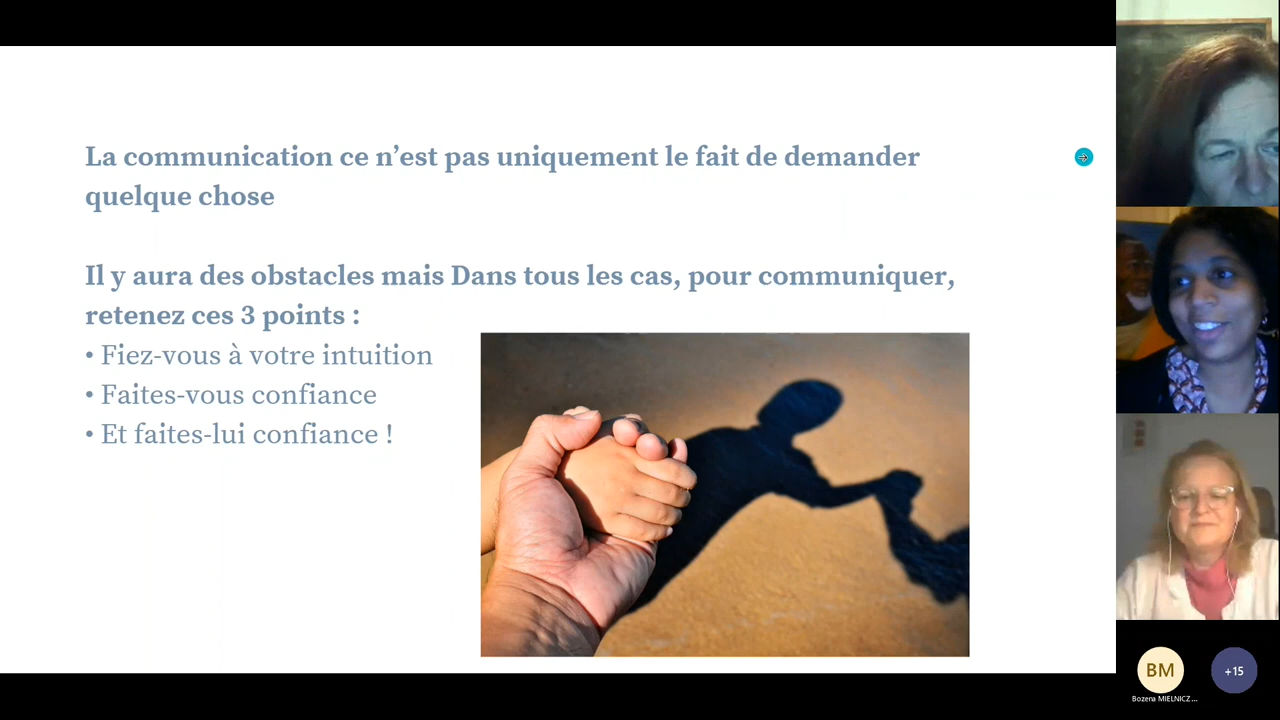 La communication ce n’est pas uniquement le fait de demander
quelque chose
Il y aura des obstacles mais Dans tous les cas, pour communiquer,
retenez ces 3 points :
• Fiez-vous à votre intuition
• Faites-vous confiance
• Et faites-lui confiance !
BM
+15
Bozena MIELNICZ...